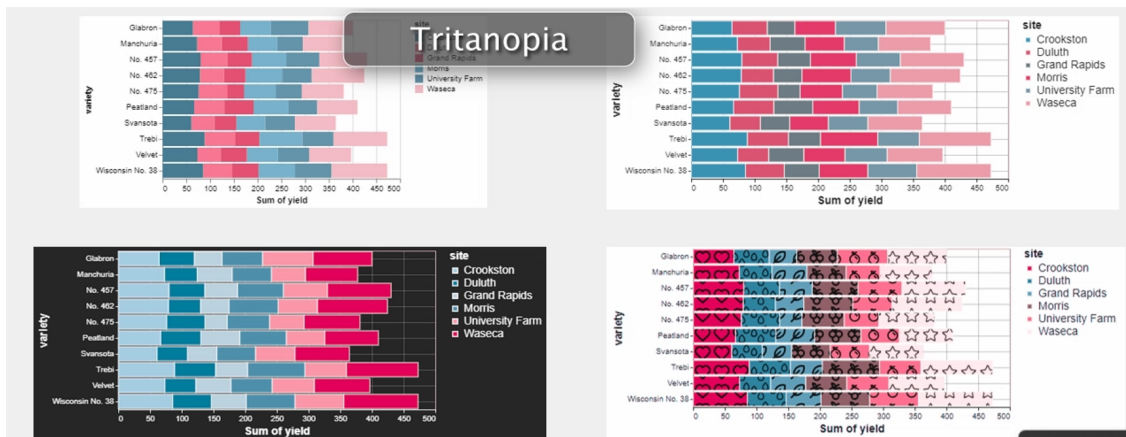 Tritanopia
variety
Glabron
Manchuria
No. 457
No. 462
No. 475
Peatland
Svansota
Trebi
Velvet
Wisconsin No. 38
0 50 100 150 200 250 300 350 400 450 500
Sum of yield
Grand Rapids
Morris
University Farm
Waseca
variety
Glabron
Manchuria
No. 457
No. 462
No. 475
Peatland
Svansota
Trebi
Velvet
Wisconsin No. 38
0 50 100 150 200 250 300 350 400 450 500
Sum of yield
site
Crookston
Duluth
Grand Rapids
Morris
University Farm
Waseca
variety
Glabron
Manchuria
No. 457
No. 462
No. 475
Peatland
Svansota
Trebi
Velvet
Wisconsin No. 38
0 50 100 150 200 250 300 350 400 450 500
Sum of yield
site
Crookston
Duluth
Grand Rapids
Morris
University Farm
Waseca
variety
Glabron
Manchuria
No. 457
No. 462
No. 475
Peatland
Svansota
Trebi
Velvet
Wisconsin No. 38
0 50 100 150 200 250 300 350 400 450 500
Sum of yield
site
Crookston
Duluth
Grand Rapids
Morris
University Farm
Waseca